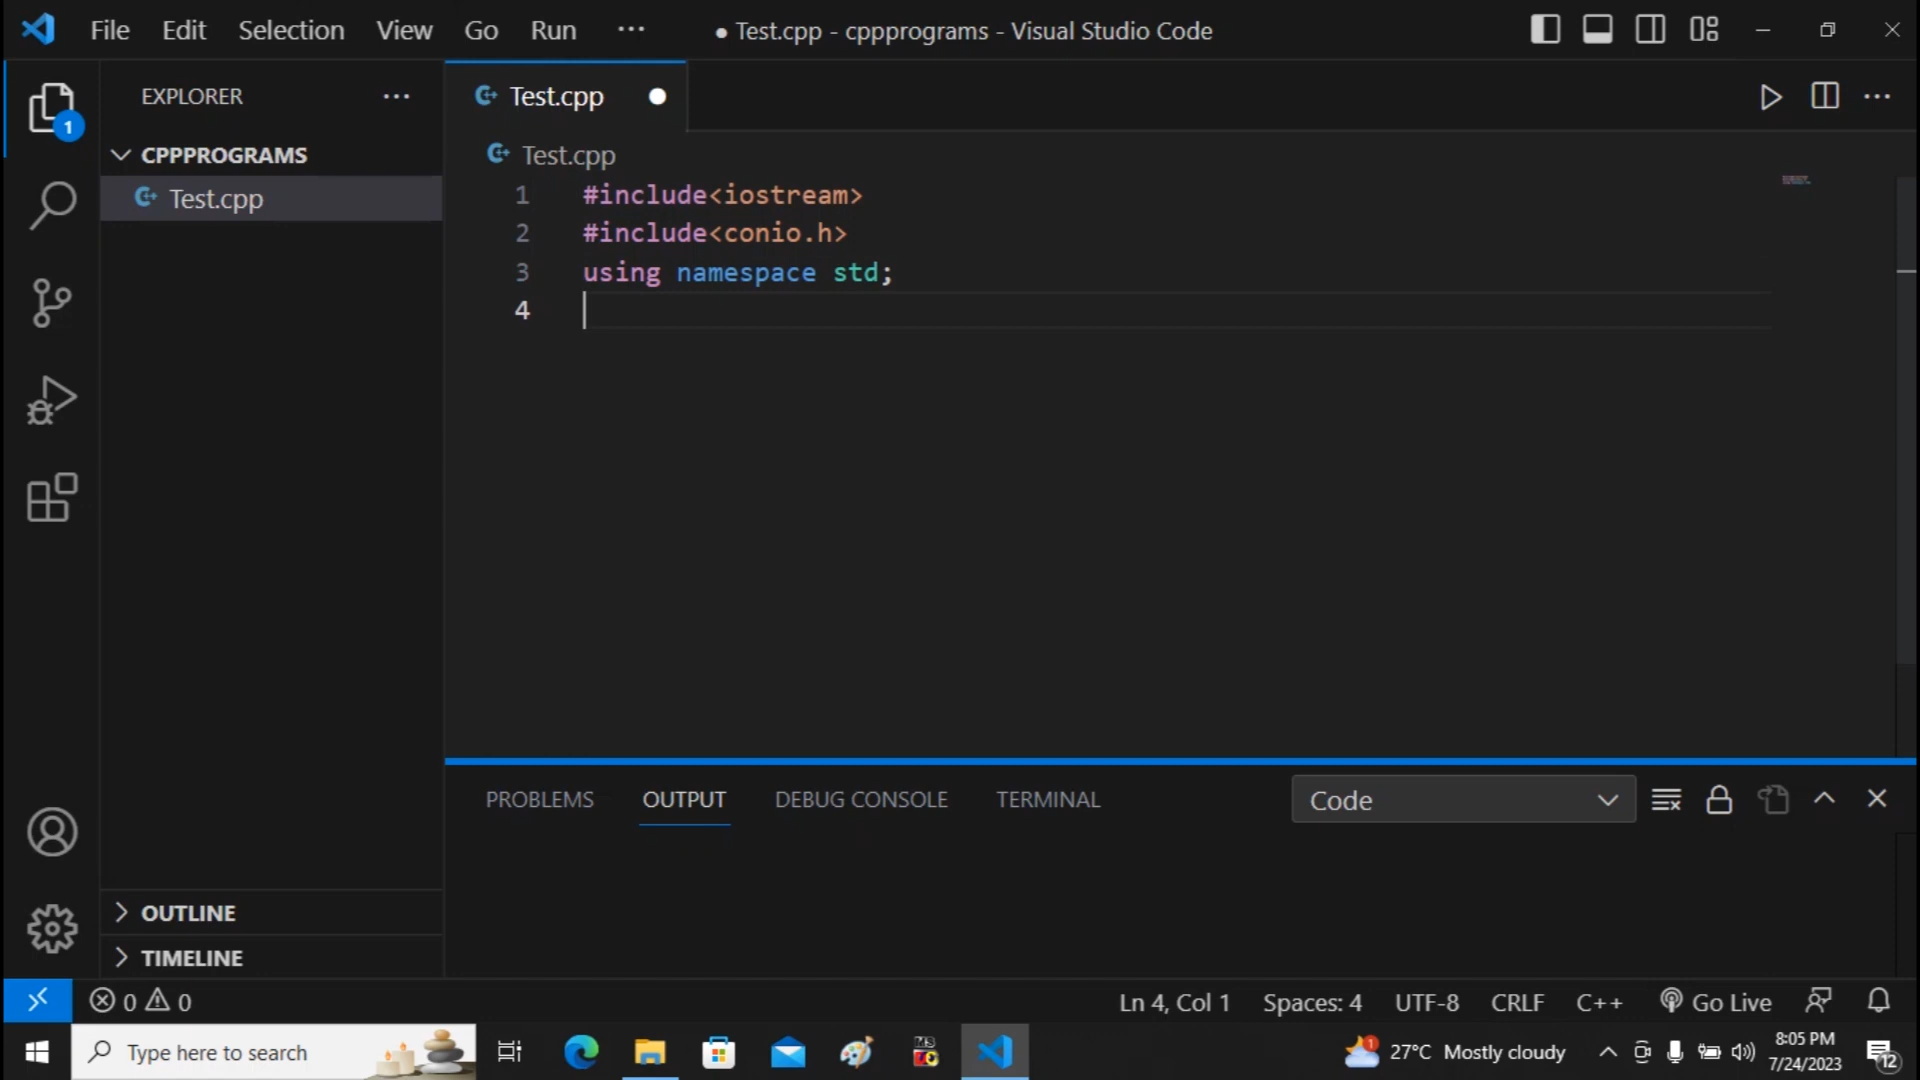 File Edit Selection View Go Run ··· ● Test.cpp - cppprograms - Visual Studio Code
EXPLORER ···
1
CPPPROGRAMS
Test.cpp
OUTLINE
TIMELINE
Test.cpp
Test.cpp
1 #include<iostream>
2 #include<conio.h>
3 using namespace std;
4
PROBLEMS OUTPUT DEBUG CONSOLE TERMINAL Code
0 0 Ln 4, Col 1 Spaces: 4 UTF-8 CRLF C++ Go Live
Type here to search 1 27°C Mostly cloudy 8:05 PM
7/24/2023 12